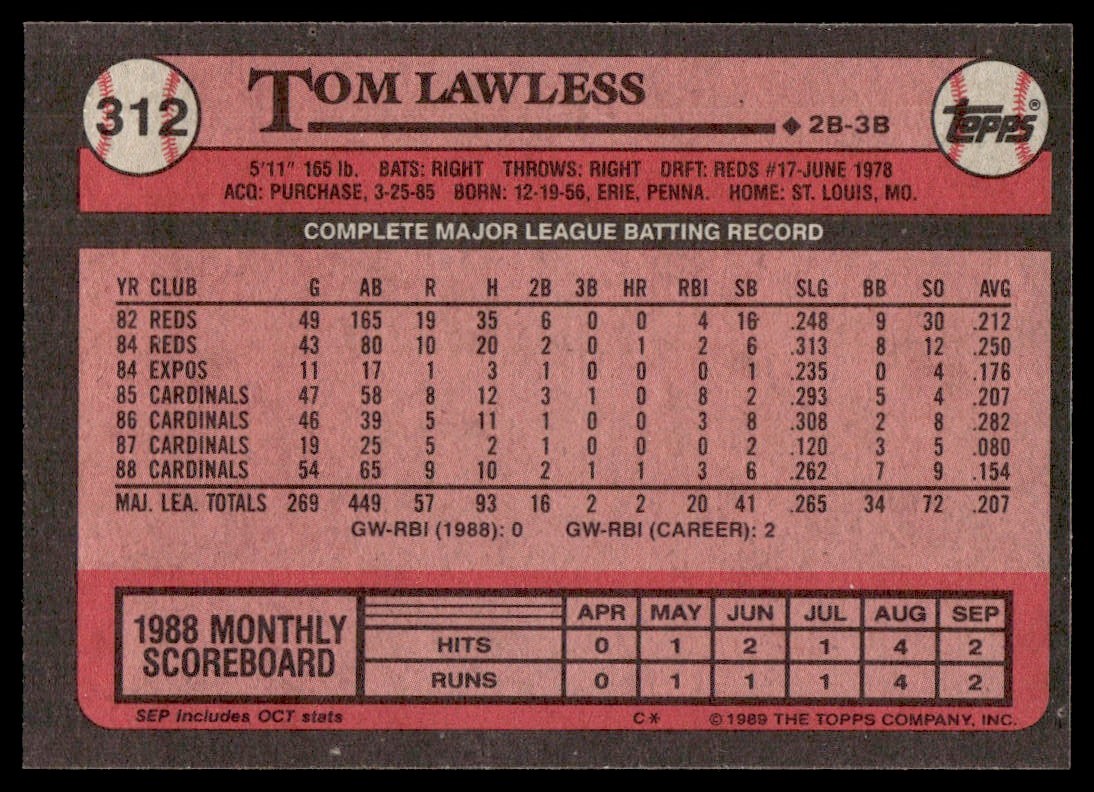 312
TOM LAWLESS
◆ 2B-3B
TOPPS®
5'11" 165 lb. BATS: RIGHT THROWS: RIGHT DRFT: REDS #17-JUNE 1978
ACQ: PURCHASE, 3-25-85 BORN: 12-19-56, ERIE, PENNA. HOME: ST. LOUIS, MO.
COMPLETE MAJOR LEAGUE BATTING RECORD
YR CLUB G AB R H 2B 3B HR RBI SB SLG BB SO AVG
82 REDS 49 165 19 35 6 0 0 4 16 .248 9 30 .212
84 REDS 43 80 10 20 2 0 1 2 6 .313 8 12 .250
84 EXPOS 11 17 1 3 1 0 0 0 1 .235 0 4 .176
85 CARDINALS 47 58 8 12 3 1 0 8 2 .293 5 4 .207
86 CARDINALS 46 39 5 11 1 0 0 3 8 .308 2 8 .282
87 CARDINALS 19 25 5 2 1 0 0 0 2 .120 3 5 .080
88 CARDINALS 54 65 9 10 2 1 1 3 6 .262 7 9 .154
MAJ. LEA. TOTALS 269 449 57 93 16 2 2 20 41 .265 34 72 .207
GW-RBI (1988): 0 GW-RBI (CAREER): 2
1988 MONTHLY
SCOREBOARD
APR MAY JUN JUL AUG SEP
HITS 0 1 2 1 4 2
RUNS 0 1 1 1 4 2
SEP includes OCT stats C* © 1989 THE TOPPS COMPANY, INC.